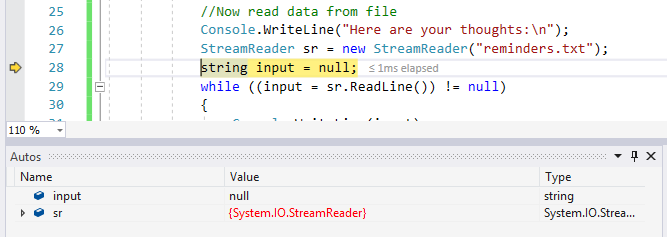 25 //Now read data from file
26 Console.WriteLine("Here are your thoughts:\n");
27 StreamReader sr = new StreamReader("reminders.txt");
28 string input = null; ≤ 1ms elapsed
29 while ((input = sr.ReadLine()) != null)
30 {
110 %
Autos
Name Value Type
input null string
sr {System.IO.StreamReader} System.IO.Strea...